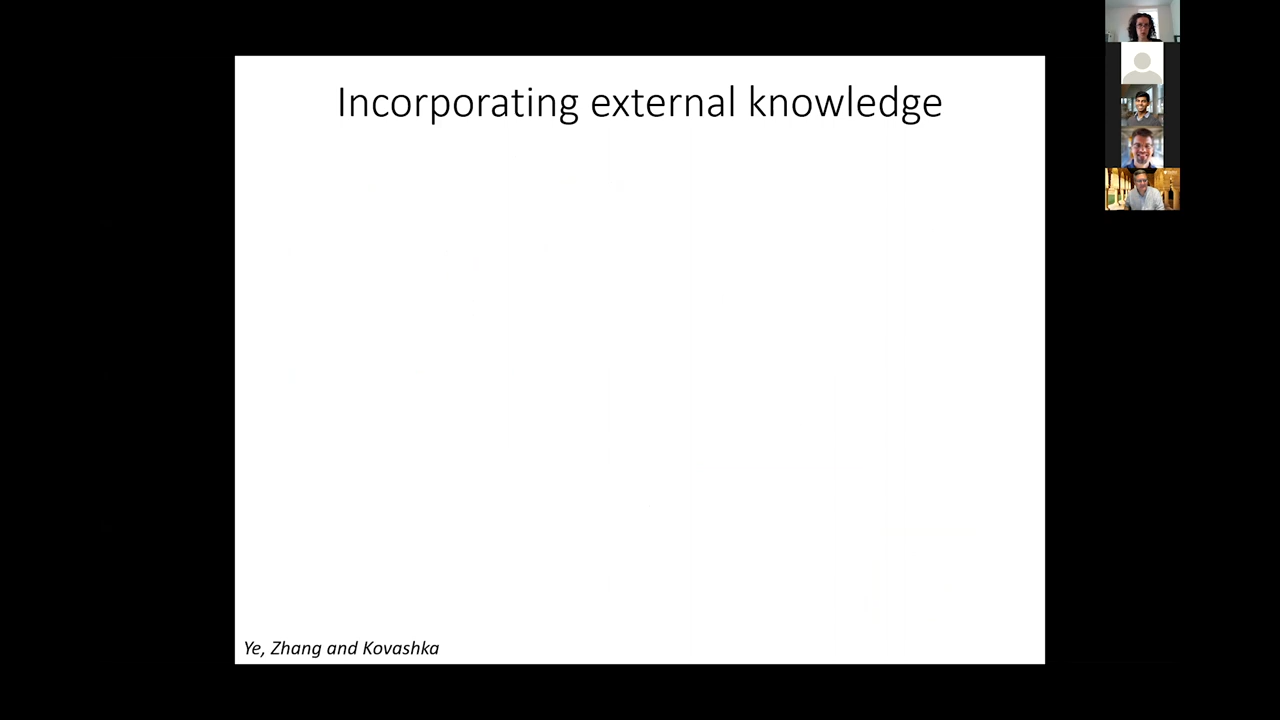 Incorporating external knowledge
Ye, Zhang and Kovashka